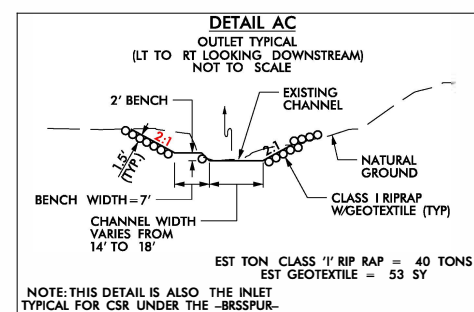 DETAIL AC
OUTLET TYPICAL
(LT TO RT LOOKING DOWNSTREAM)
NOT TO SCALE
2' BENCH
EXISTING
CHANNEL
2:1
2:1
1.5'
(TYP.)
NATURAL
GROUND
BENCH WIDTH=7'
CLASS I RIPRAP
W/GEOTEXTILE (TYP)
CHANNEL WIDTH
VARIES FROM
14' TO 18'
EST TON CLASS 'I' RIP RAP = 40 TONS
EST GEOTEXTILE = 53 SY
NOTE: THIS DETAIL IS ALSO THE INLET
TYPICAL FOR CSR UNDER THE -BRSSPUR-